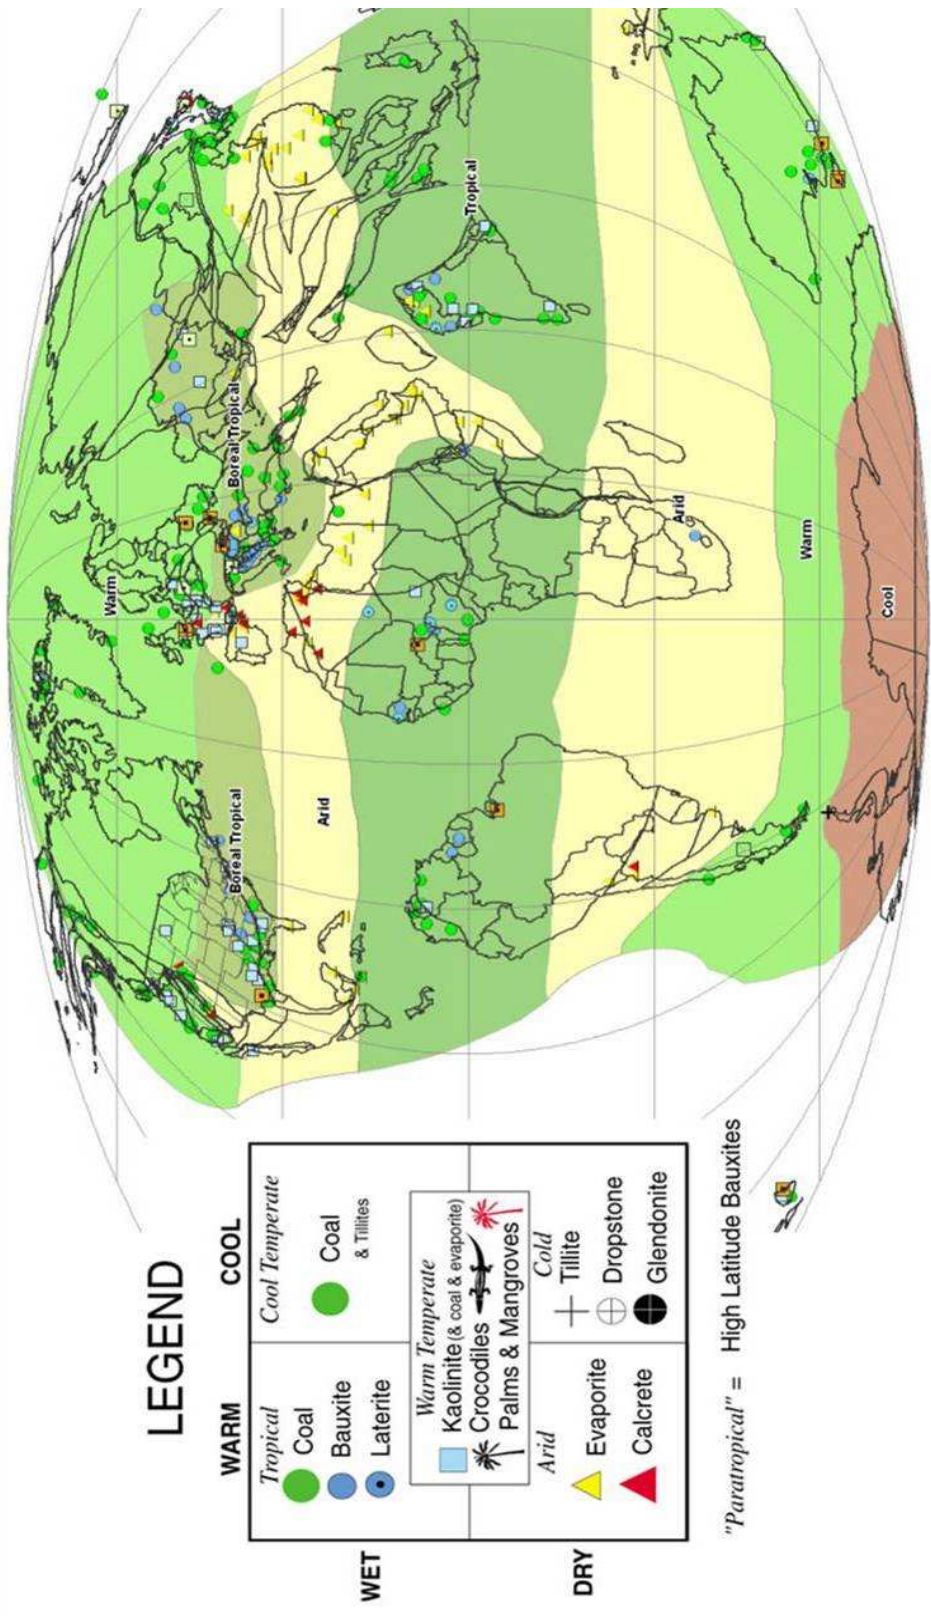 Warm
Boreal Tropical
Boreal Tropical
Arid
Tropical
Arid
Warm
Cool
LEGEND
WARM
COOL
WET
DRY
Tropical
Coal
Bauxite
Laterite
Cool Temperate
Coal
& Tillites
Warm Temperate
Kaolinite (& coal & evaporite)
Crocodiles
Palms & Mangroves
Arid
Evaporite
Calcrete
Cold
Tillite
Dropstone
Glendonite
"Paratropical" = High Latitude Bauxites